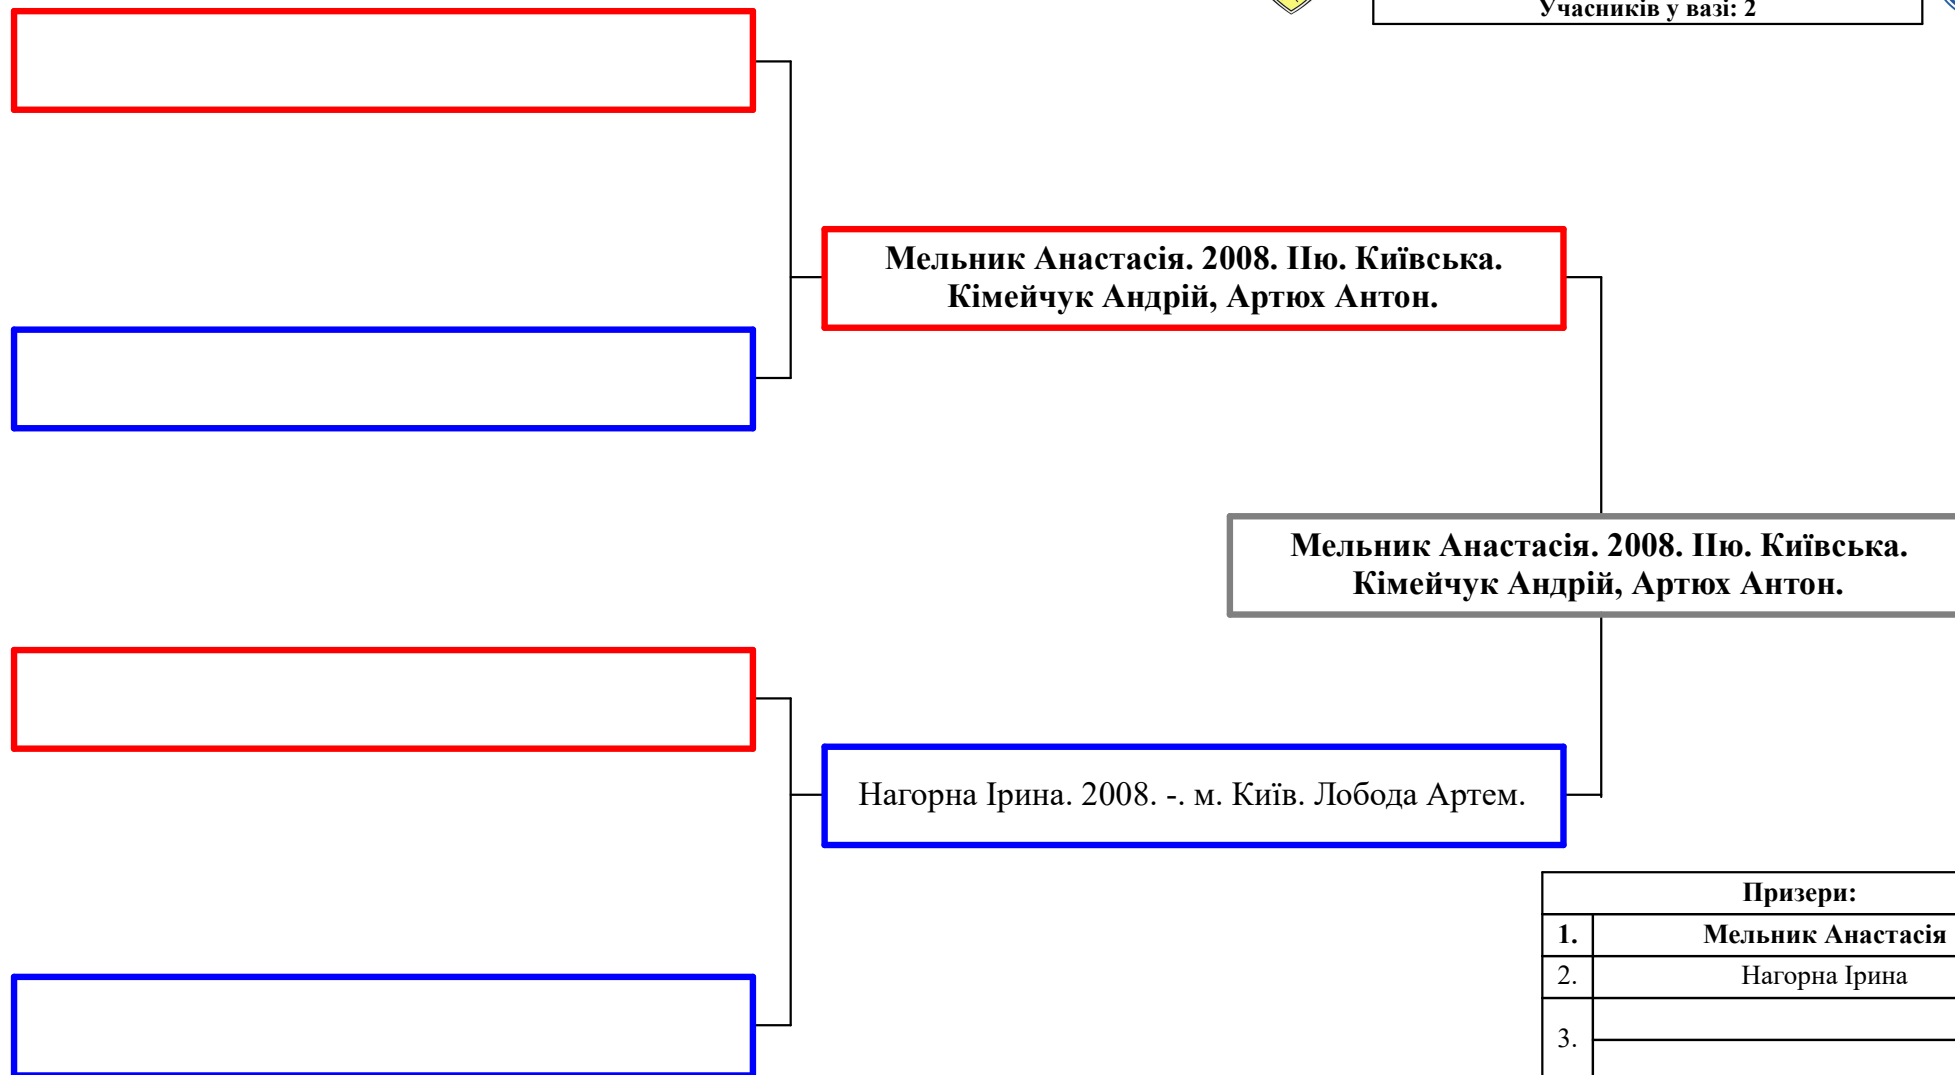 Учасників у вазі: 2
Мельник Анастасія. 2008. ІІю. Київська.
Кімейчук Андрій, Артюх Антон.
Мельник Анастасія. 2008. ІІю. Київська.
Кімейчук Андрій, Артюх Антон.
Нагорна Ірина. 2008. -. м. Київ. Лобода Артем.
Призери:
1. Мельник Анастасія
2. Нагорна Ірина
3.